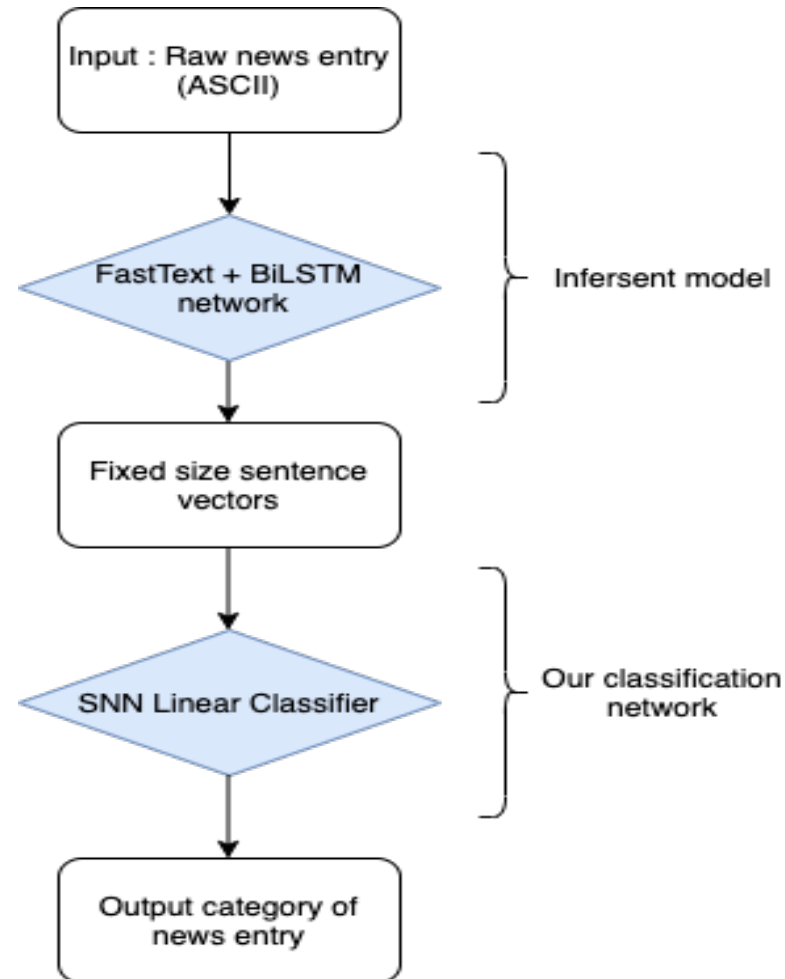 Input : Raw news entry
(ASCII)
FastText + BiLSTM
network
Infersent model
Fixed size sentence
vectors
SNN Linear Classifier
Our classification
network
Output category of
news entry